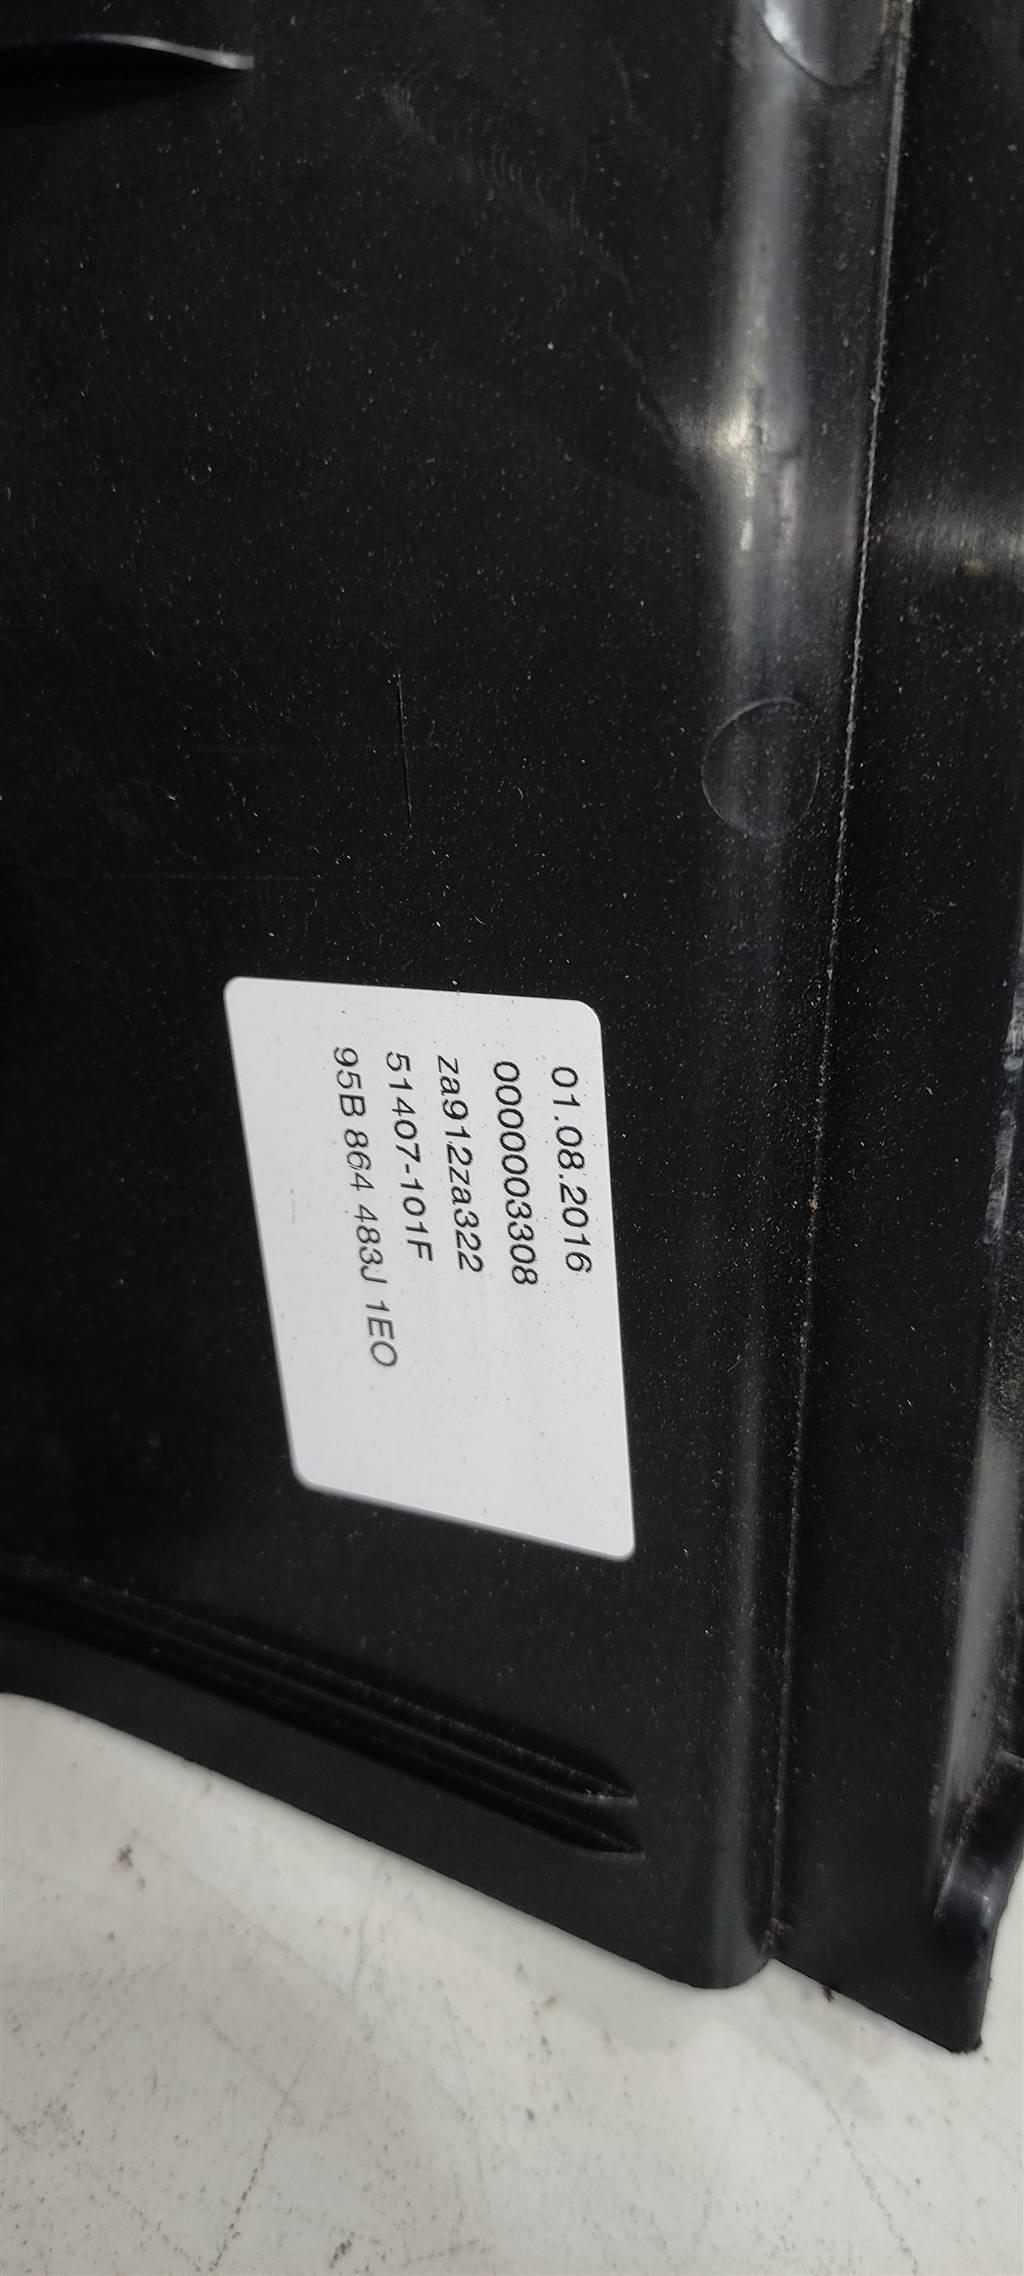 01.08.2016
0000003308
za912za322
51407-101F
95B 864 483J 1EO